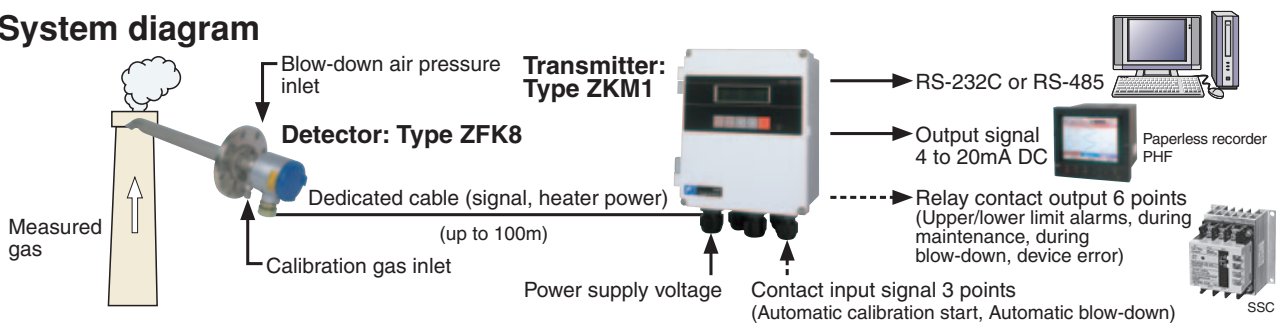 System diagram
Blow-down air pressure
inlet
Detector: Type ZFK8
Transmitter:
Type ZKM1
RS-232C or RS-485
Output signal
4 to 20mA DC
Paperless recorder
PHF
Dedicated cable (signal, heater power)
(up to 100m)
Relay contact output 6 points
(Upper/lower limit alarms, during
maintenance, during
blow-down, device error)
SSC
Measured
gas
Calibration gas inlet
Power supply voltage
Contact input signal 3 points
(Automatic calibration start, Automatic blow-down)